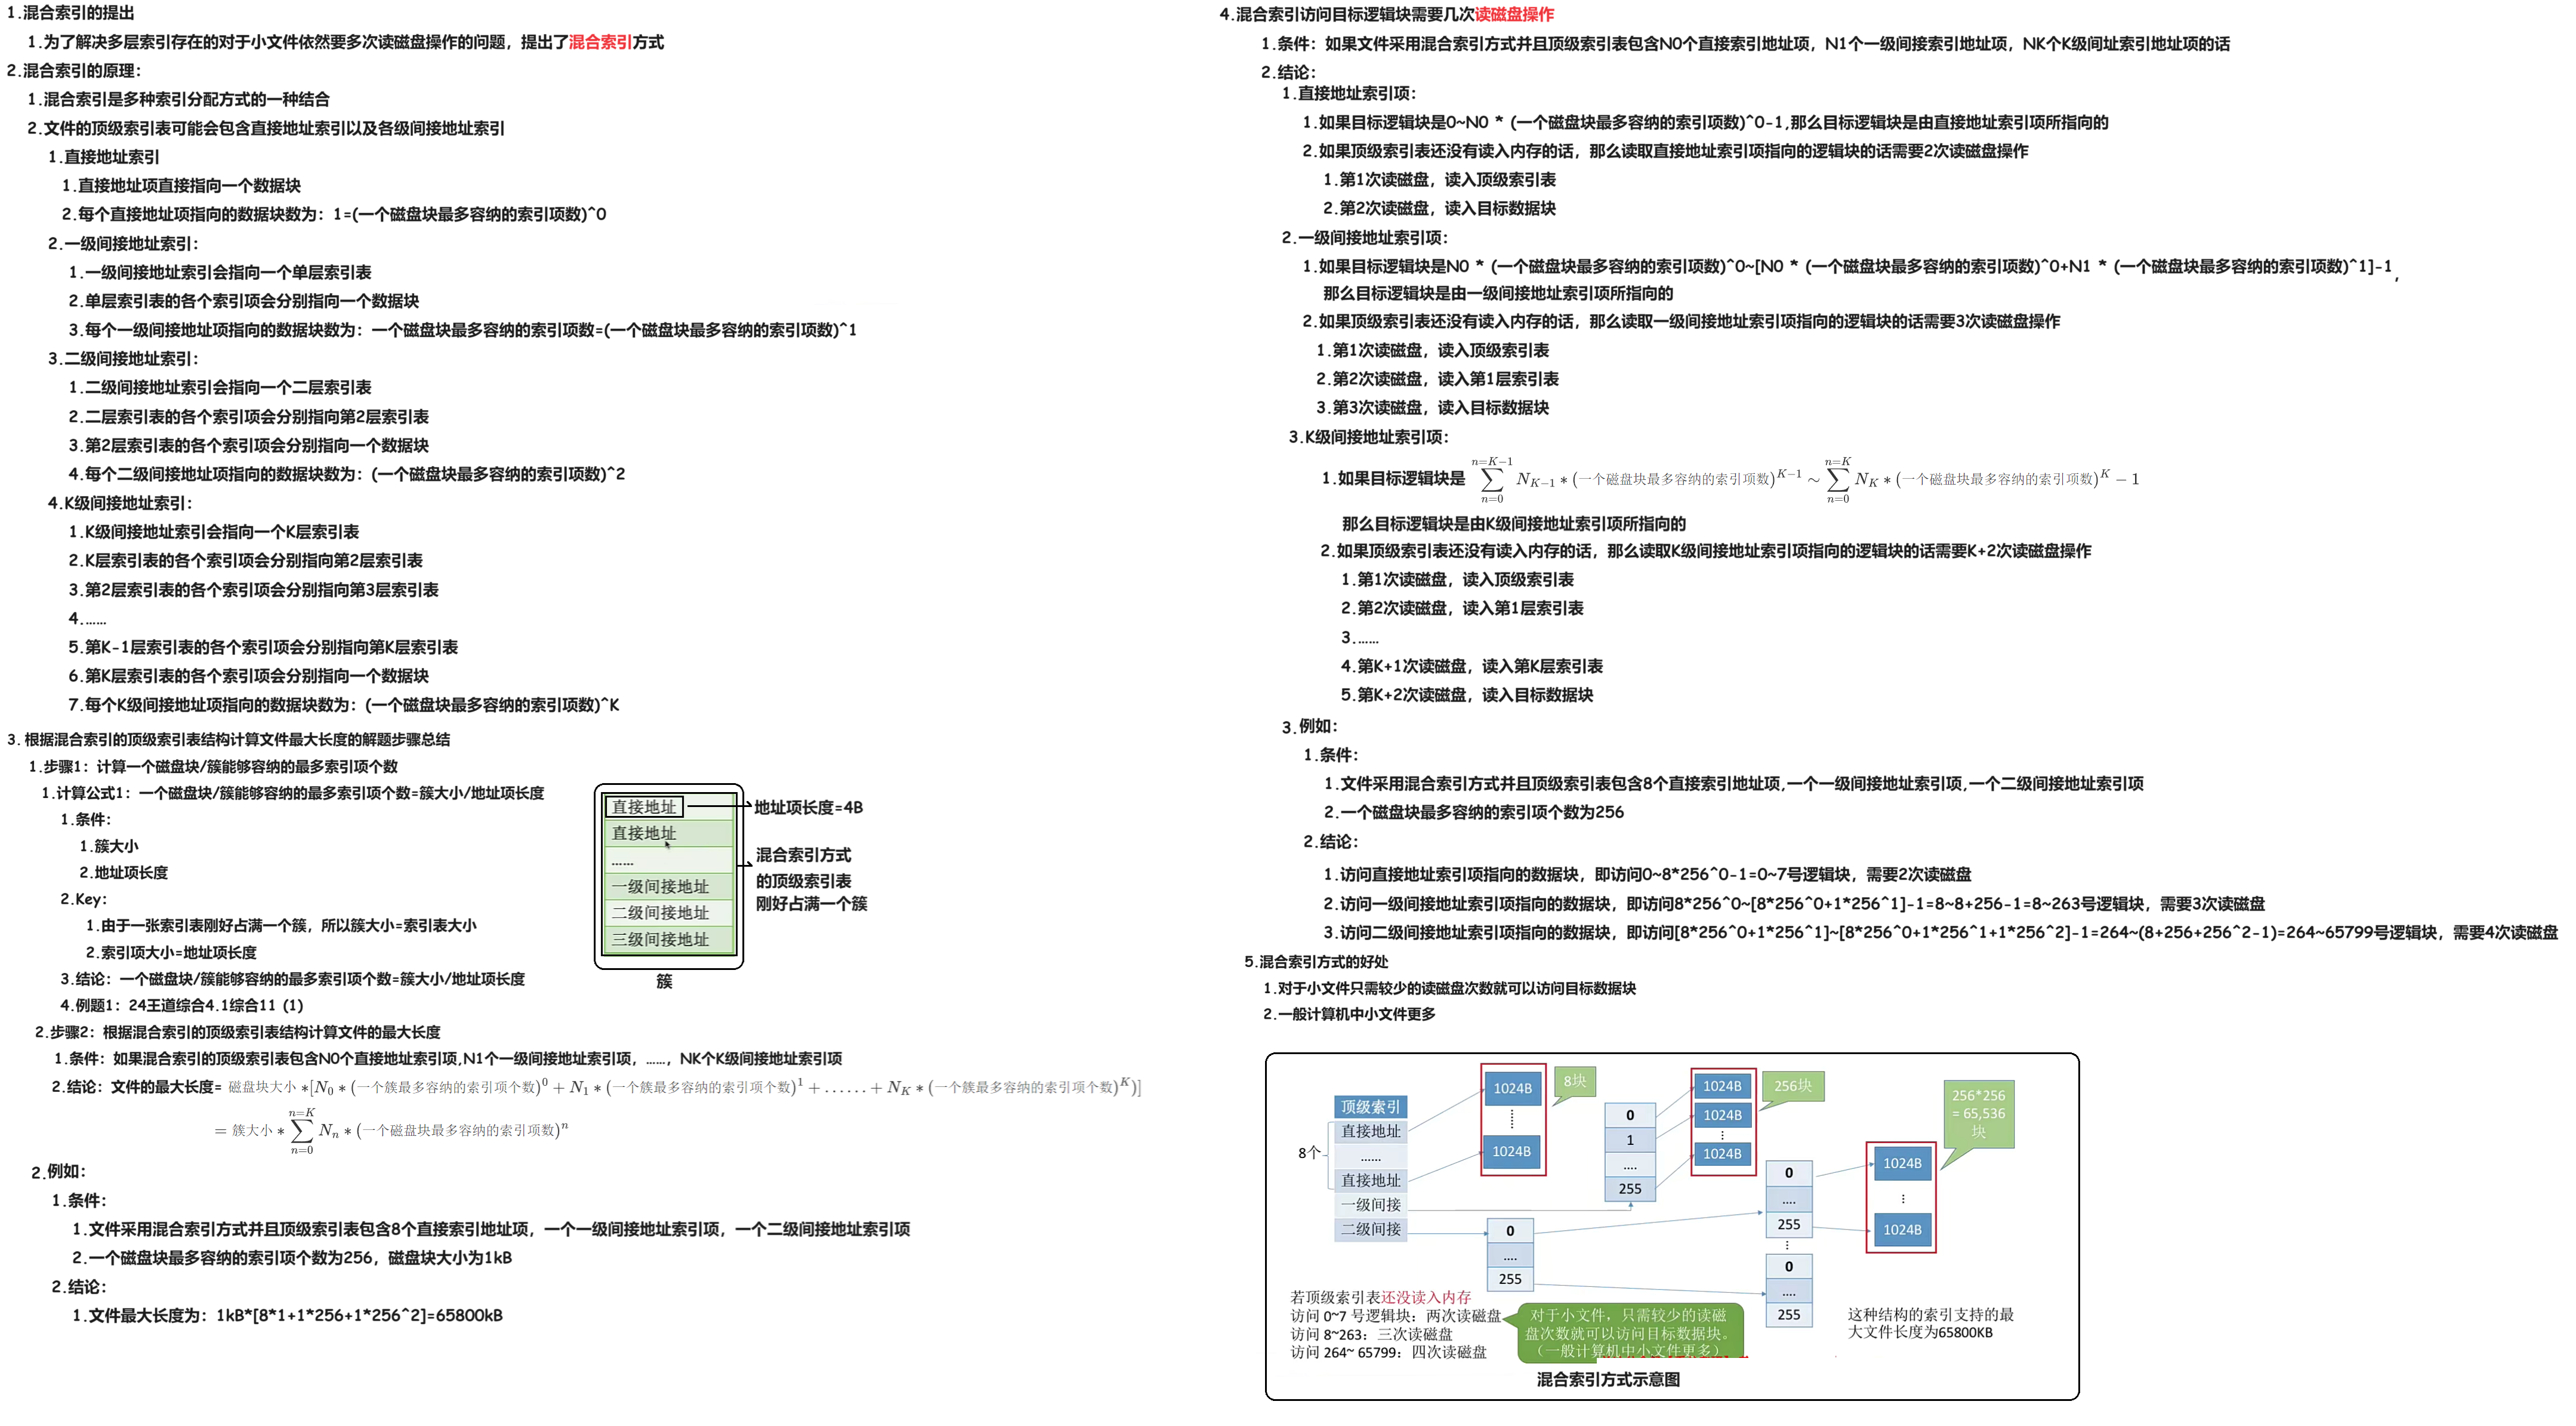 1.混合索引的提出
1.为了解决多层索引存在的对于小文件依然要多次读磁盘操作的问题，提出了混合索引方式
2.混合索引的原理：
1.混合索引是多种索引分配方式的一种结合
2.文件的顶级索引表可能会包含直接地址索引以及各级间接地址索引
1.直接地址索引
1.直接地址项直接指向一个数据块
2.每个直接地址项指向的数据块数为：1=(一个磁盘块最多容纳的索引项数)^0
2.一级间接地址索引：
1.一级间接地址索引会指向一个单层索引表
2.单层索引表的各个索引项会分别指向一个数据块
3.每个一级间接地址项指向的数据块数为：一个磁盘块最多容纳的索引项数=(一个磁盘块最多容纳的索引项数)^1
3.二级间接地址索引：
1.二级间接地址索引会指向一个二层索引表
2.二层索引表的各个索引项会分别指向第2层索引表
3.第2层索引表的各个索引项会分别指向一个数据块
4.每个二级间接地址项指向的数据块数为：(一个磁盘块最多容纳的索引项数)^2
4.K级间接地址索引：
1.K级间接地址索引会指向一个K层索引表
2.K层索引表的各个索引项会分别指向第2层索引表
3.第2层索引表的各个索引项会分别指向第3层索引表
4.……
5.第K-1层索引表的各个索引项会分别指向第K层索引表
6.第K层索引表的各个索引项会分别指向一个数据块
7.每个K级间接地址项指向的数据块数为：(一个磁盘块最多容纳的索引项数)^K
3. 根据混合索引的顶级索引表结构计算文件最大长度的解题步骤总结
1.步骤1：计算一个磁盘块/簇能够容纳的最多索引项个数
1.计算公式1：一个磁盘块/簇能够容纳的最多索引项个数=簇大小/地址项长度
1.条件：
1.簇大小
2.地址项长度
2.Key：
1.由于一张索引表刚好占满一个簇，所以簇大小=索引表大小
2.索引项大小=地址项长度
3.结论：一个磁盘块/簇能够容纳的最多索引项个数=簇大小/地址项长度
4.例题1：24王道综合4.1综合11 (1)
直接地址
直接地址
……
一级间接地址
二级间接地址
三级间接地址
簇
地址项长度=4B
混合索引方式
的顶级索引表
刚好占满一个簇
2.步骤2：根据混合索引的顶级索引表结构计算文件的最大长度
1.条件：如果混合索引的顶级索引表包含N0个直接地址索引项,N1个一级间接地址索引项，……，NK个K级间接地址索引项
2.结论：文件的最大长度= 磁盘块大小*[N_0*(一个簇最多容纳的索引项个数)^0+N_1*(一个簇最多容纳的索引项个数)^1+......+N_K*(一个簇最多容纳的索引项个数)^K)]
= 簇大小*∑_{n=0}^{n=K} N_n*(一个磁盘块最多容纳的索引项数)^n
2.例如：
1.条件：
1.文件采用混合索引方式并且顶级索引表包含8个直接索引地址项，一个一级间接地址索引项，一个二级间接地址索引项
2.一个磁盘块最多容纳的索引项个数为256，磁盘块大小为1kB
2.结论：
1.文件最大长度为：1kB*[8*1+1*256+1*256^2]=65800kB
4.混合索引访问目标逻辑块需要几次读磁盘操作
1.条件：如果文件采用混合索引方式并且顶级索引表包含N0个直接索引地址项，N1个一级间接索引地址项，NK个K级间址索引地址项的话
2.结论：
1.直接地址索引项：
1.如果目标逻辑块是0~N0 * (一个磁盘块最多容纳的索引项数)^0-1,那么目标逻辑块是由直接地址索引项所指向的
2.如果顶级索引表还没有读入内存的话，那么读取直接地址索引项指向的逻辑块的话需要2次读磁盘操作
1.第1次读磁盘，读入顶级索引表
2.第2次读磁盘，读入目标数据块
2.一级间接地址索引项：
1.如果目标逻辑块是N0 * (一个磁盘块最多容纳的索引项数)^0~[N0 * (一个磁盘块最多容纳的索引项数)^0+N1 * (一个磁盘块最多容纳的索引项数)^1]-1，
那么目标逻辑块是由一级间接地址索引项所指向的
2.如果顶级索引表还没有读入内存的话，那么读取一级间接地址索引项指向的逻辑块的话需要3次读磁盘操作
1.第1次读磁盘，读入顶级索引表
2.第2次读磁盘，读入第1层索引表
3.第3次读磁盘，读入目标数据块
3.K级间接地址索引项：
1.如果目标逻辑块是 ∑_{n=0}^{n=K-1} N_{K-1}*(一个磁盘块最多容纳的索引项数)^{K-1} ~ ∑_{n=0}^{n=K} N_K*(一个磁盘块最多容纳的索引项数)^K-1
那么目标逻辑块是由K级间接地址索引项所指向的
2.如果顶级索引表还没有读入内存的话，那么读取K级间接地址索引项指向的逻辑块的话需要K+2次读磁盘操作
1.第1次读磁盘，读入顶级索引表
2.第2次读磁盘，读入第1层索引表
3.……
4.第K+1次读磁盘，读入第K层索引表
5.第K+2次读磁盘，读入目标数据块
3.例如：
1.条件：
1.文件采用混合索引方式并且顶级索引表包含8个直接索引地址项,一个一级间接地址索引项,一个二级间接地址索引项
2.一个磁盘块最多容纳的索引项个数为256
2.结论：
1.访问直接地址索引项指向的数据块，即访问0~8*256^0-1=0~7号逻辑块，需要2次读磁盘
2.访问一级间接地址索引项指向的数据块，即访问8*256^0~[8*256^0+1*256^1]-1=8~8+256-1=8~263号逻辑块，需要3次读磁盘
3.访问二级间接地址索引项指向的数据块，即访问[8*256^0+1*256^1]~[8*256^0+1*256^1+1*256^2]-1=264~(8+256+256^2-1)=264~65799号逻辑块，需要4次读磁盘
5.混合索引方式的好处
1.对于小文件只需较少的读磁盘次数就可以访问目标数据块
2.一般计算机中小文件更多
8个
顶级索引
直接地址
……
直接地址
一级间接
二级间接
1024B
1024B
8块
0
1
....
255
1024B
1024B
1024B
256块
0
....
255
0
....
255
0
....
255
1024B
1024B
256*256
= 65,536
块
若顶级索引表还没读入内存
访问 0~7 号逻辑块：两次读磁盘
访问 8~263：三次读磁盘
访问 264~ 65799：四次读磁盘
对于小文件，只需较少的读磁
盘次数就可以访问目标数据块。
（一般计算机中小文件更多）
这种结构的索引支持的最
大文件长度为65800KB
混合索引方式示意图